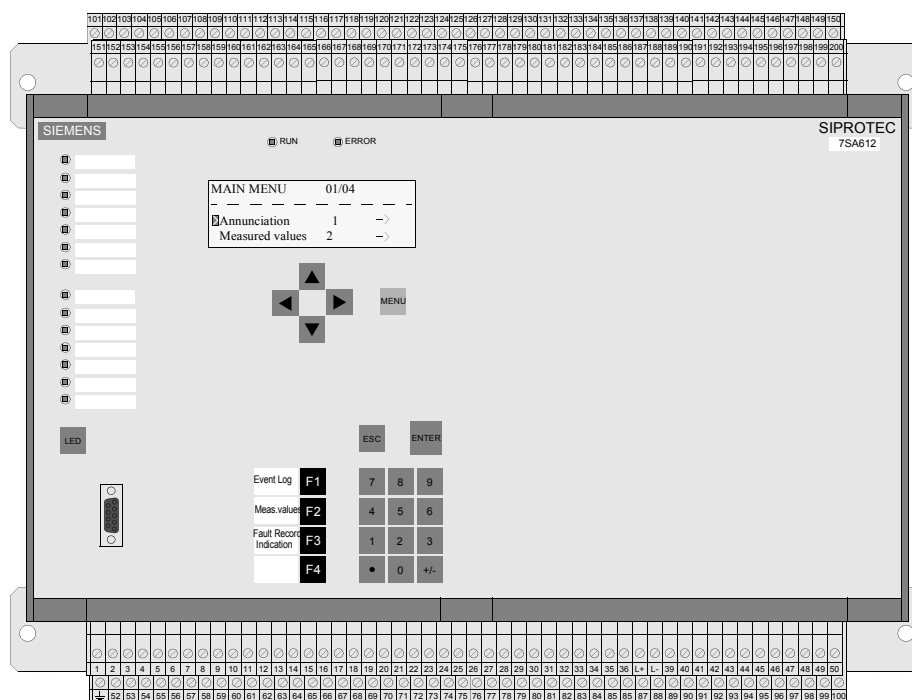 101 102 103 104 105 106 107 108 109 110 111 112 113 114 115 116 117 118 119 120 121 122 123 124 125 126 127 128 129 130 131 132 133 134 135 136 137 138 139 140 141 142 143 144 145 146 147 148 149 150
151 152 153 154 155 156 157 158 159 160 161 162 163 164 165 166 167 168 169 170 171 172 173 174 175 176 177 178 179 180 181 182 183 184 185 186 187 188 189 190 191 192 193 194 195 196 197 198 199 200
SIEMENS
SIPROTEC
7SA612
RUN
ERROR
MAIN MENU 01/04
Annunciation 1 –>
Measured values 2 –>
MENU
LED
ESC
ENTER
Event Log F1 7 8 9
Meas.values F2 4 5 6
Fault Record
Indication F3 1 2 3
F4 • 0 +/-
1 2 3 4 5 6 7 8 9 10 11 12 13 14 15 16 17 18 19 20 21 22 23 24 25 26 27 28 29 30 31 32 33 34 35 36 L+ L- 39 40 41 42 43 44 45 46 47 48 49 50
52 53 54 55 56 57 58 59 60 61 62 63 64 65 66 67 68 69 70 71 72 73 74 75 76 77 78 79 80 81 82 83 84 85 85 87 88 89 90 91 92 93 94 95 96 97 98 99 100